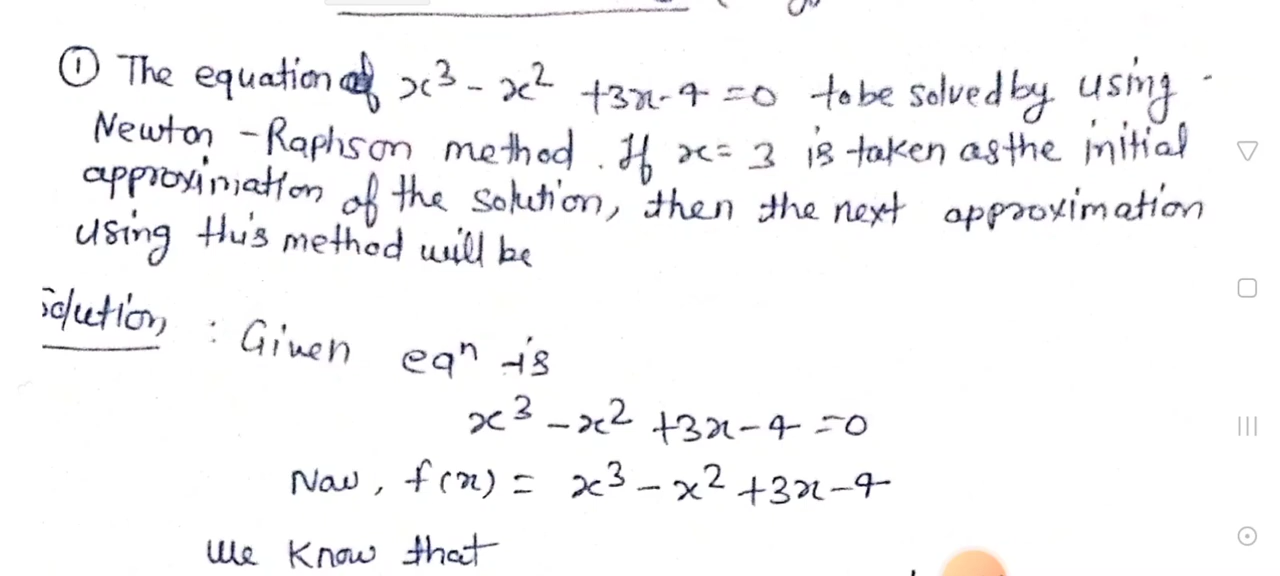 ① The equation of x³ - x² + 3x - 4 = 0 to be solved by using
Newton - Raphson method. If x = 3 is taken as the initial
approximation of the solution, then the next approximation
using this method will be
Solution : Given eqⁿ is
x³ - x² + 3x - 4 = 0
Now, f(x) = x³ - x² + 3x - 4
We know that